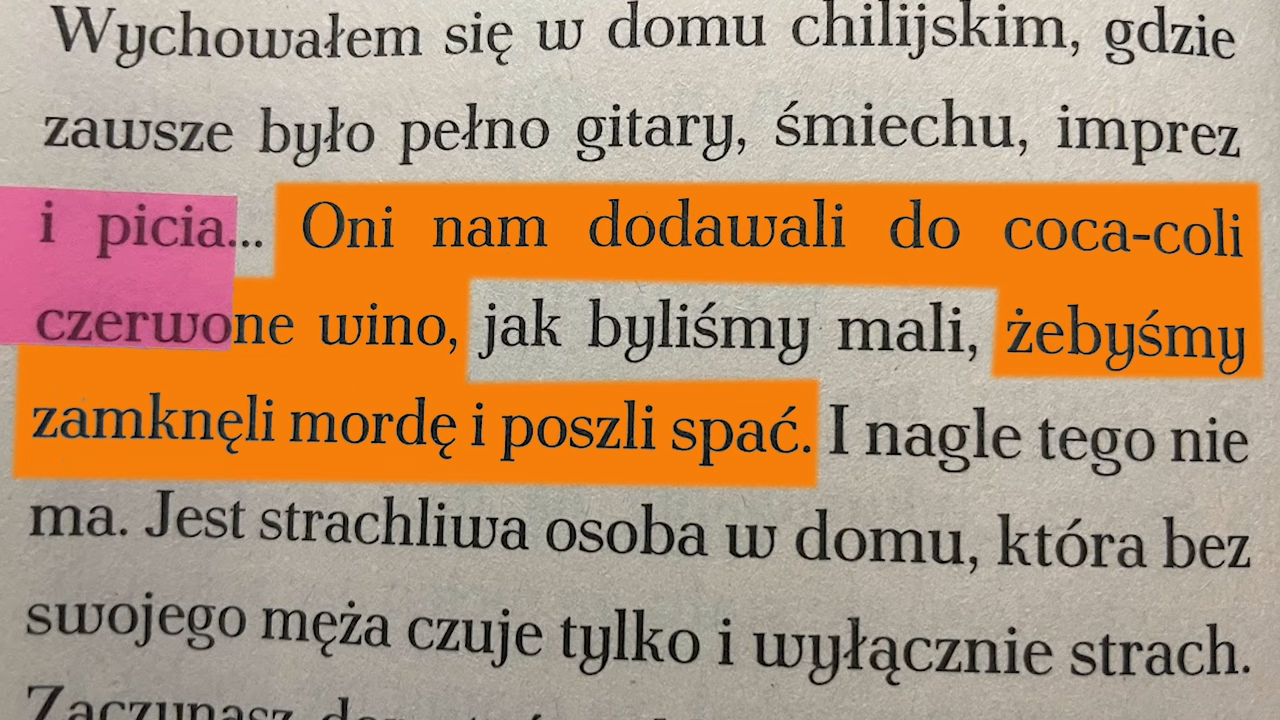 Wychowałem się w domu chilijskim, gdzie
zawsze było pełno gitary, śmiechu, imprez
i picia... Oni nam dodawali do coca-coli
czerwone wino, jak byliśmy mali, żebyśmy
zamknęli mordę i poszli spać. I nagle tego nie
ma. Jest strachliwa osoba w domu, która bez
swojego męża czuje tylko i wyłącznie strach.
Zaczynasz